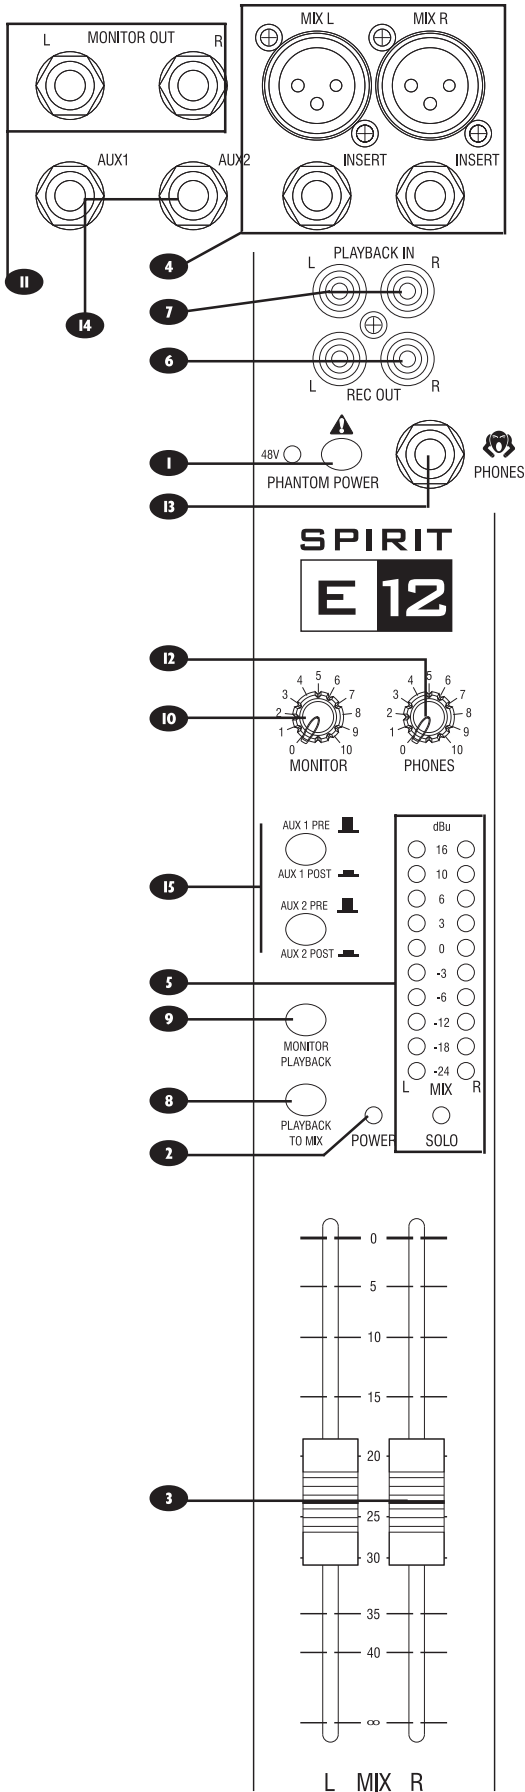 MIX L MIX R
L MONITOR OUT R
AUX1 AUX2 INSERT INSERT
4
PLAYBACK IN
L R
11
7
14
6
L R
REC OUT
48V
1
PHANTOM POWER
PHONES
13
SPIRIT
E 12
12
10
0 1 2 3 4 5 6 7 8 9 10
MONITOR
0 1 2 3 4 5 6 7 8 9 10
PHONES
15
AUX 1 PRE
AUX 1 POST
AUX 2 PRE
AUX 2 POST
dBu
16
10
6
3
0
-3
-6
-12
-18
-24
L MIX R
5
9
MONITOR
PLAYBACK
8
PLAYBACK
TO MIX
2
POWER
SOLO
0
5
10
15
20
3
25
30
35
40
∞
L MIX R